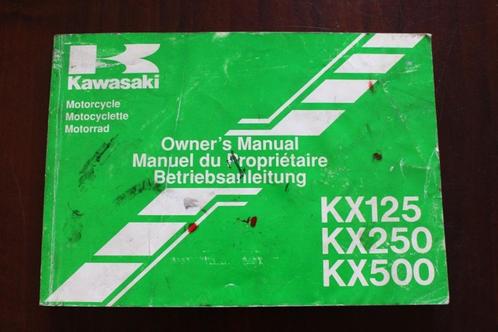 Kawasaki
Motorcycle
Motocyclette
Motorrad
Owner's Manual
Manuel du Propriétaire
Betriebsanleitung
KX125
KX250
KX500